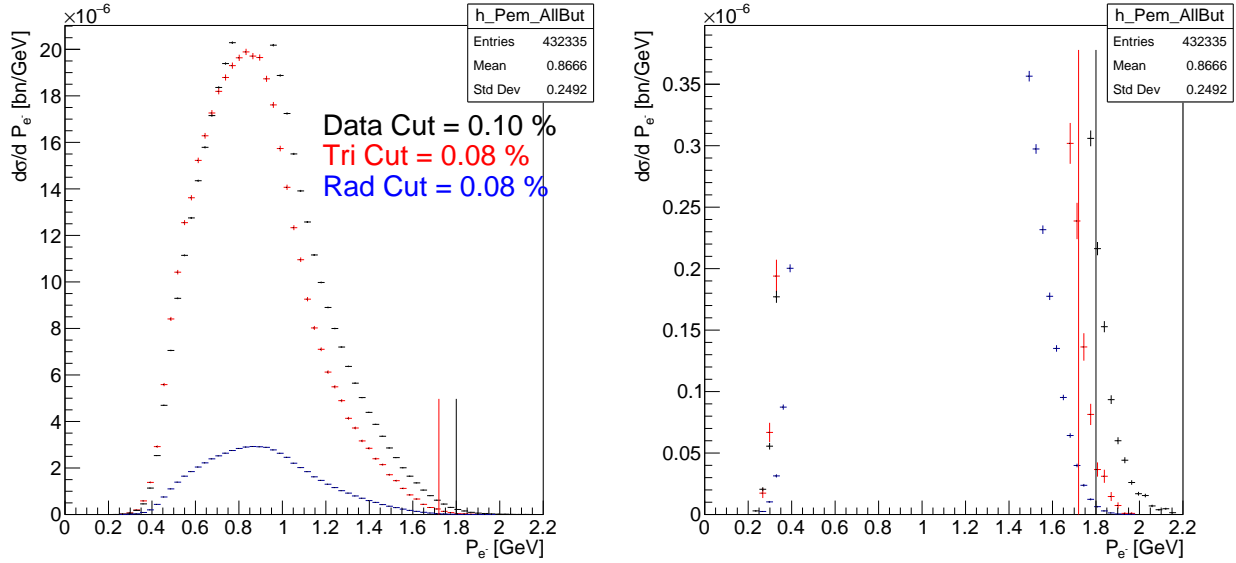 ×10⁻⁶
h_Pem_AllBut
Entries 432335
Mean 0.8666
Std Dev 0.2492
dσ/d P_e⁻ [bn/GeV]
20
18
16
14
12
10
8
6
4
2
0
Data Cut = 0.10 %
Tri Cut = 0.08 %
Rad Cut = 0.08 %
0 0.2 0.4 0.6 0.8 1 1.2 1.4 1.6 1.8 2 2.2
P_e⁻ [GeV]
×10⁻⁶
h_Pem_AllBut
Entries 432335
Mean 0.8666
Std Dev 0.2492
dσ/d P_e⁻ [bn/GeV]
0.35
0.3
0.25
0.2
0.15
0.1
0.05
0
0 0.2 0.4 0.6 0.8 1 1.2 1.4 1.6 1.8 2 2.2
P_e⁻ [GeV]